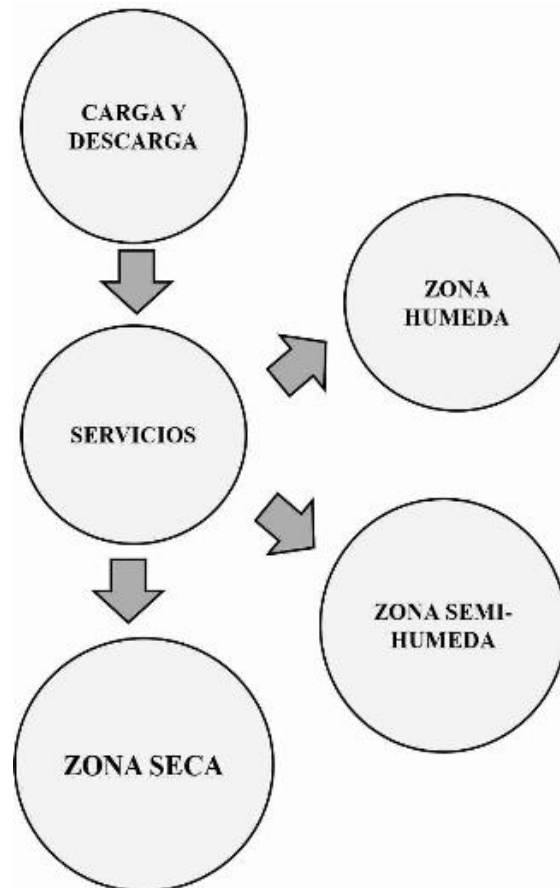 CARGA Y
DESCARGA
ZONA
HUMEDA
SERVICIOS
ZONA SEMI-
HUMEDA
ZONA SECA